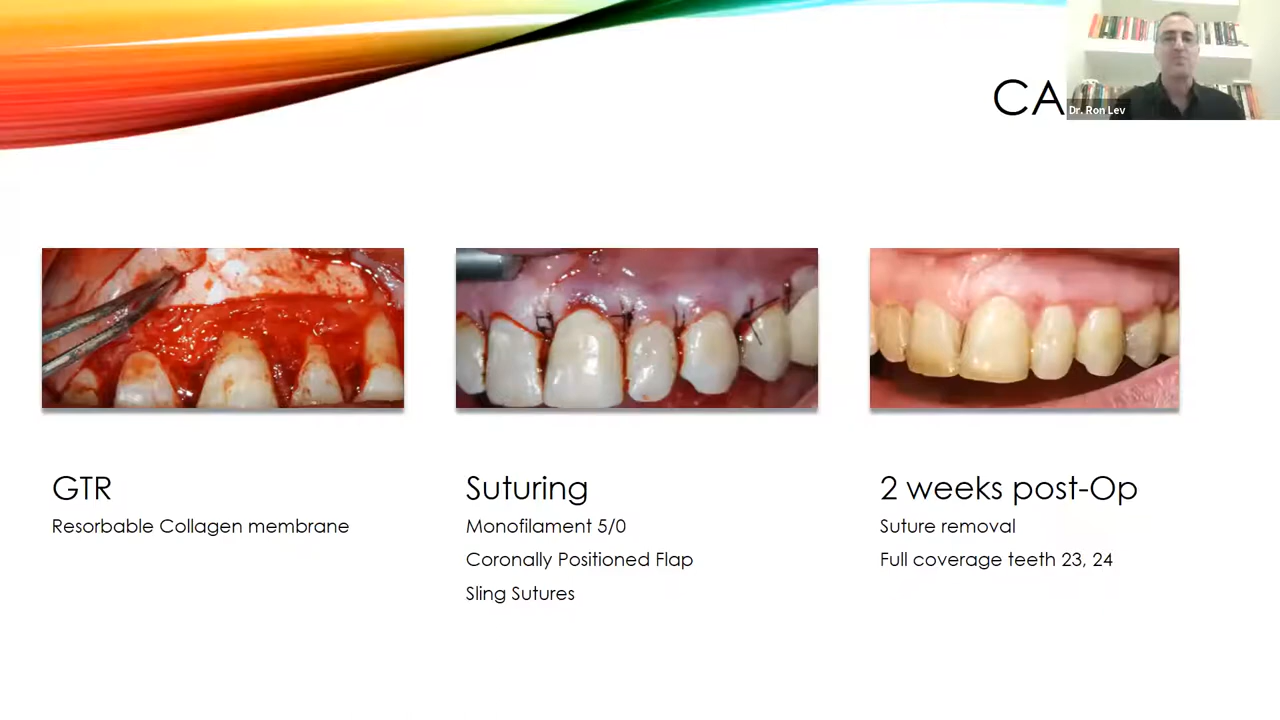 CA
Dr. Ron Lev
GTR
Resorbable Collagen membrane
Suturing
Monofilament 5/0
Coronally Positioned Flap
Sling Sutures
2 weeks post-Op
Suture removal
Full coverage teeth 23, 24